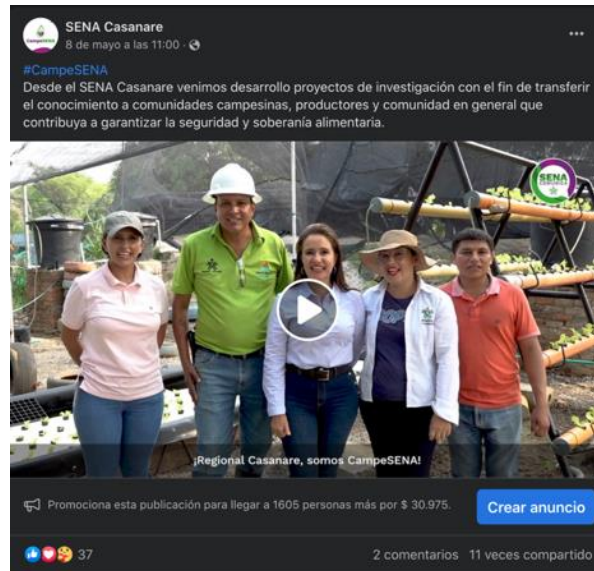 SENA Casanare
8 de mayo a las 11:00 ·
#CampeSENA
Desde el SENA Casanare venimos desarrollo proyectos de investigación con el fin de transferir
el conocimiento a comunidades campesinas, productores y comunidad en general que
contribuya a garantizar la seguridad y soberanía alimentaria.
SENA
¡Regional Casanare, somos CampeSENA!
Promociona esta publicación para llegar a 1605 personas más por $ 30.975.
Crear anuncio
37
2 comentarios 11 veces compartido